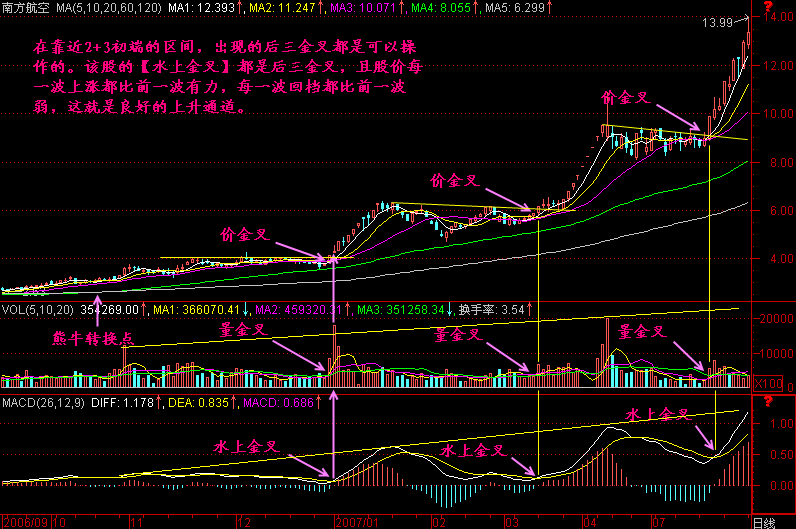 南方航空 MA(5,10,20,60,120) MA1: 12.393↑, MA2: 11.247↑, MA3: 10.071↑, MA4: 8.055↑, MA5: 6.299↑
?
13.99
14.00
在靠近2+3初端的区间，出现的后三金叉都是可以操
作的。该股的【水上金叉】都是后三金叉，且股价每
一波上涨都比前一波有力，每一波回档都比前一波
弱，这就是良好的上升通道。
12.00
价金叉
10.00
8.00
价金叉
6.00
价金叉
4.00
VOL(5,10,20) 354269.00↑, MA1: 366070.41↓, MA2: 459320.31↑, MA3: 351258.34↓, 换手率: 3.54↑
20000
熊牛转换点
量金叉
量金叉
量金叉
10000
X100
MACD(26,12,9) DIFF: 1.178↑, DEA: 0.835↑, MACD: 0.686↑
?
水上金叉
水上金叉
水上金叉
1.00
0.50
0.00
2006/09 10 11 12 2007/01 02 03 04 07 日线